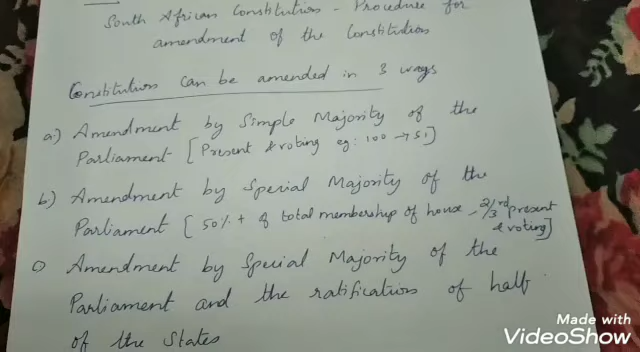 South African Constitution - Procedure for
amendment of the Constitution
Constitution can be amended in 3 ways
a.) Amendment by Simple Majority of the
Parliament [Present & voting eg: 100 → 51]
b.) Amendment by Special Majority of the
Parliament [50% + of total membership of house, 2/3rd present
& voting]
c) Amendment by Special Majority of the
Parliament and the ratification of half
of the States
Made with
VideoShow